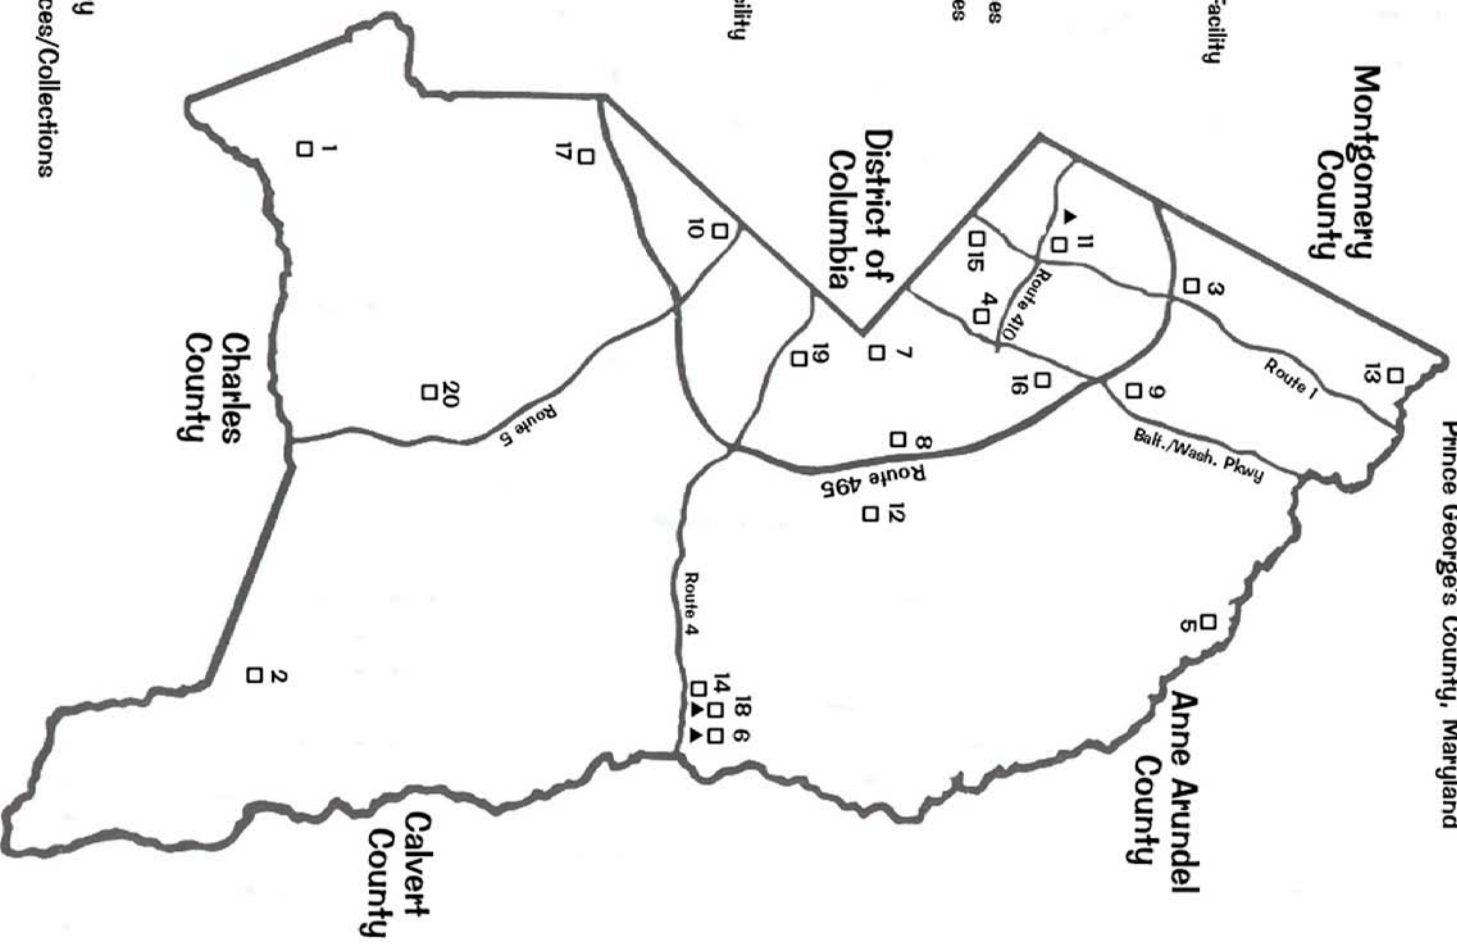 Prince George's County, Maryland
Montgomery
County
Facility
es
es
cility
y
ces/Collections
13
3
Route 1
11
Route 410
15
4
9
16
Balt./Wash. Pkwy
District of
Columbia
7
19
8
Route 495
12
5
Anne Arundel
County
10
17
1
Route 5
20
Route 4
14
18
6
Charles
County
2
Calvert
County